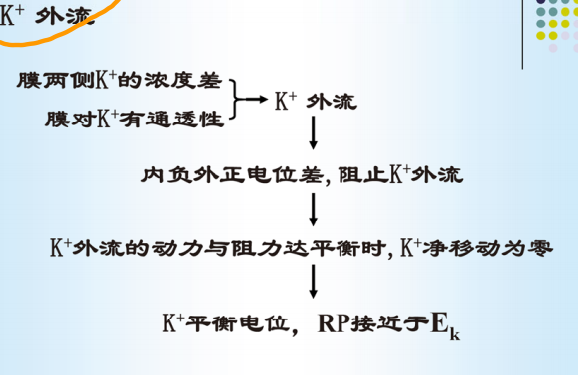 K⁺ 外流
膜两侧K⁺的浓度差
膜对K⁺有通透性
K⁺ 外流
内负外正电位差,阻止K⁺外流
K⁺外流的动力与阻力达平衡时,K⁺净移动为零
K⁺平衡电位，RP接近于Eₖ